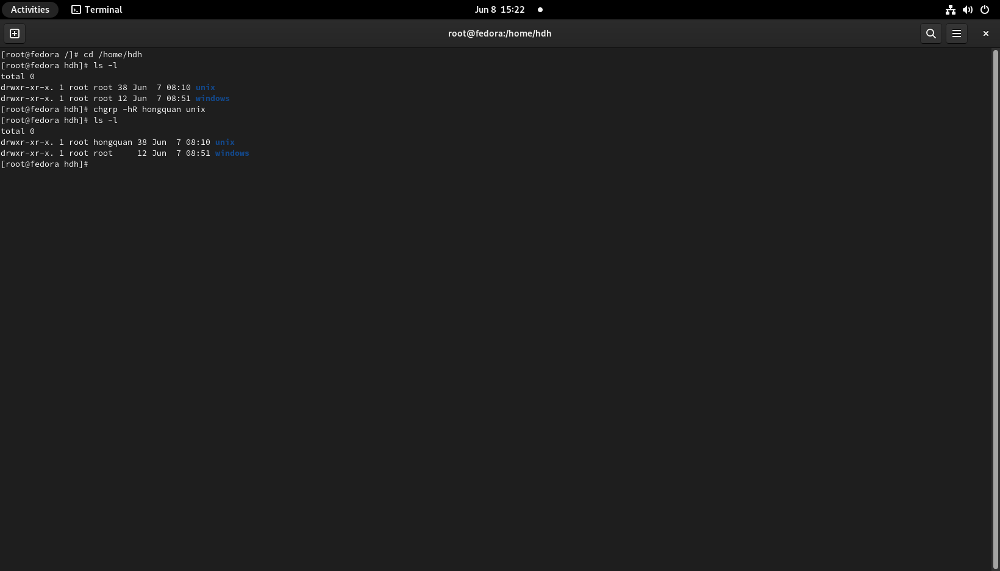 Activities Terminal Jun 8 15:22
root@fedora:/home/hdh
[root@fedora /]# cd /home/hdh
[root@fedora hdh]# ls -l
total 0
drwxr-xr-x. 1 root root 38 Jun  7 08:10 unix
drwxr-xr-x. 1 root root 12 Jun  7 08:51 windows
[root@fedora hdh]# chgrp -hR hongquan unix
[root@fedora hdh]# ls -l
total 0
drwxr-xr-x. 1 root hongquan 38 Jun  7 08:10 unix
drwxr-xr-x. 1 root root     12 Jun  7 08:51 windows
[root@fedora hdh]#